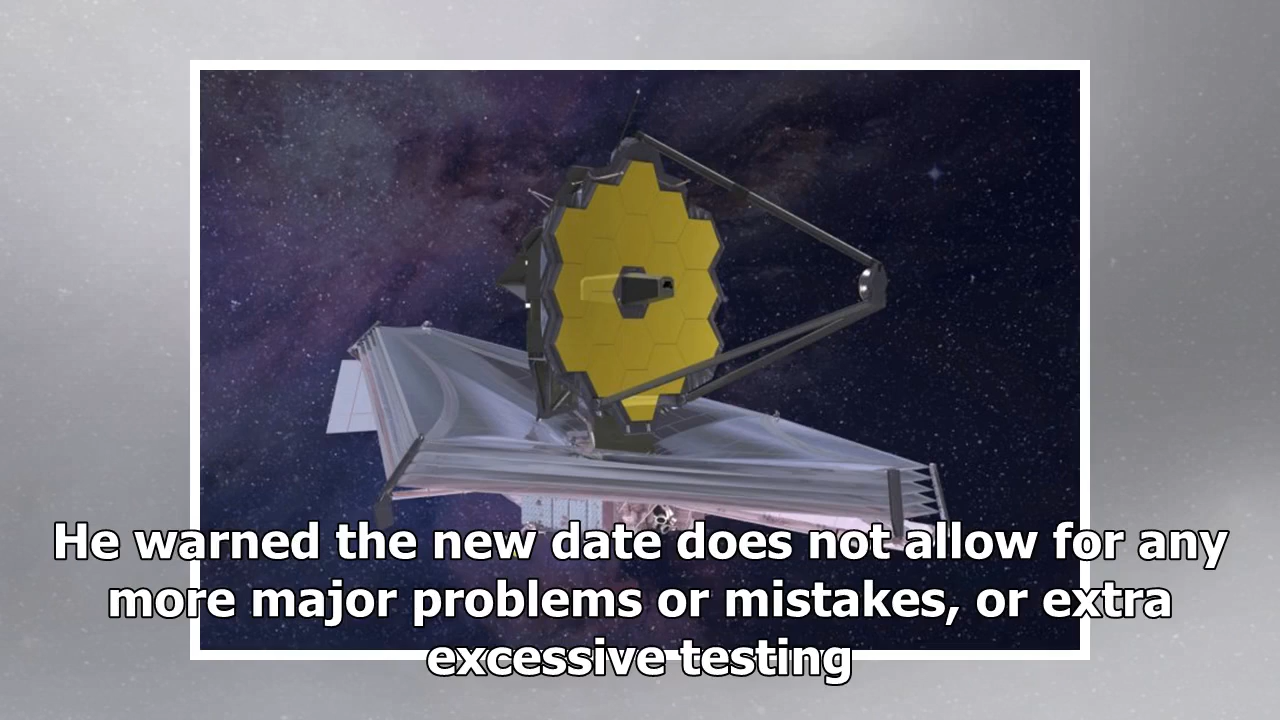 He warned the new date does not allow for any
more major problems or mistakes, or extra
excessive testing